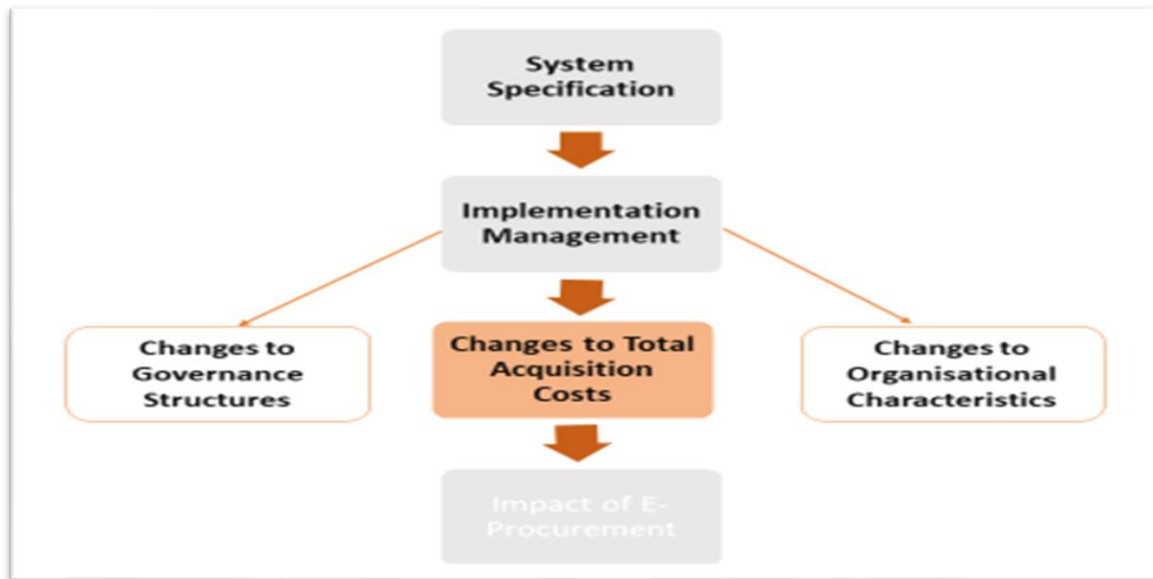 System
Specification
Implementation
Management
Changes to
Governance
Structures
Changes to Total
Acquisition
Costs
Changes to
Organisational
Characteristics
Impact of E-
Procurement